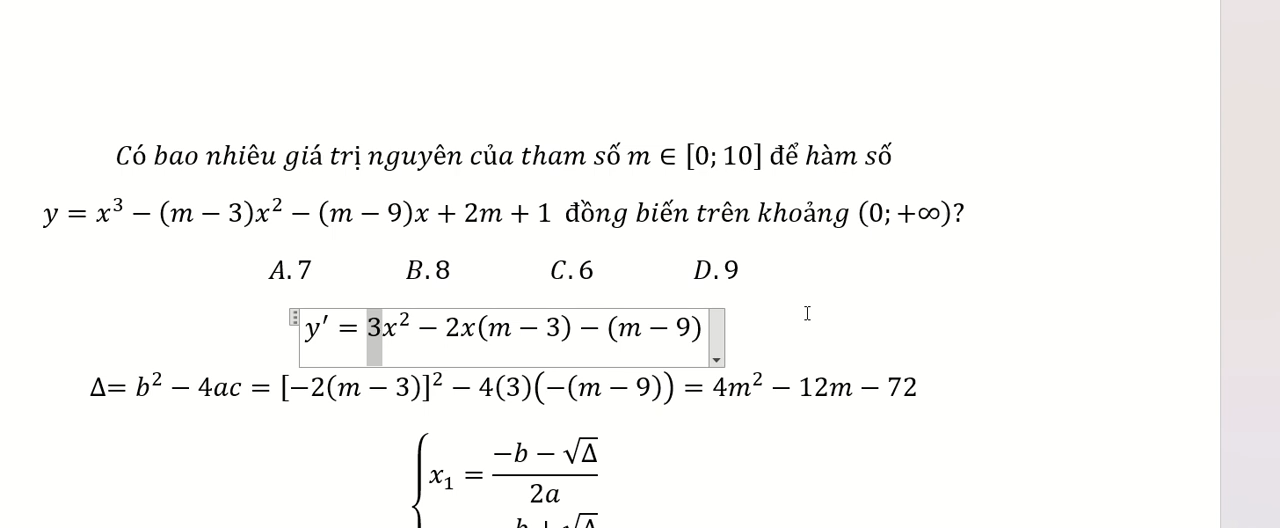 Có bao nhiêu giá trị nguyên của tham số m ∈ [0; 10] để hàm số
y = x³ − (m − 3)x² − (m − 9)x + 2m + 1 đồng biến trên khoảng (0; +∞)?
A. 7 B. 8 C. 6 D. 9
y′ = 3x² − 2x(m − 3) − (m − 9)
Δ= b² − 4ac = [−2(m − 3)]² − 4(3)(−(m − 9)) = 4m² − 12m − 72
x₁ = (−b − √Δ)/2a